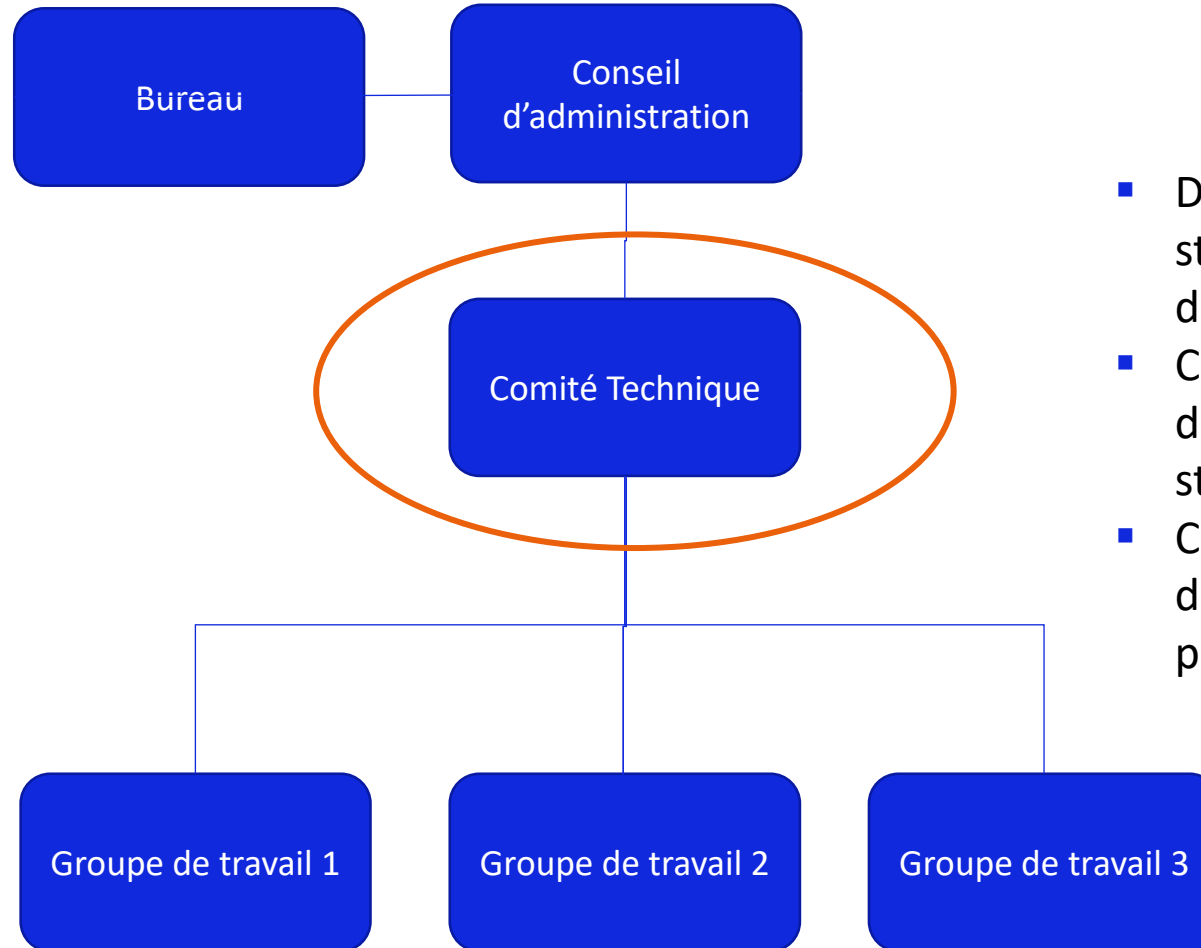 Bureau
Conseil
d’administration
Comité Technique
Groupe de travail 1
Groupe de travail 2
Groupe de travail 3